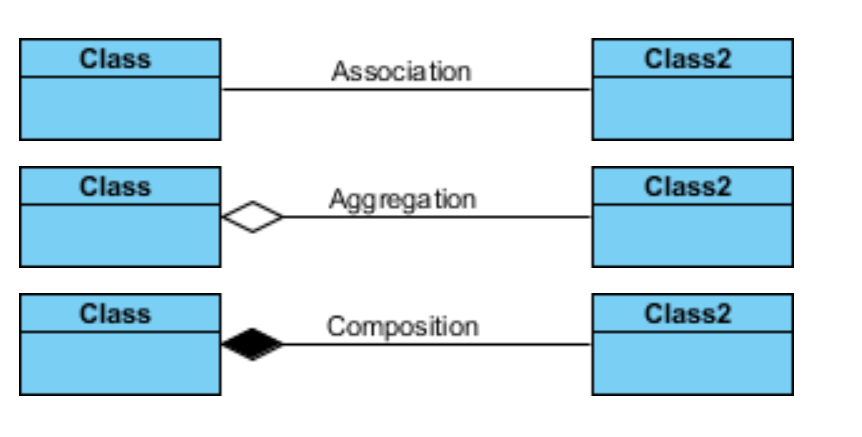 Class
Association
Class2
Class
Aggregation
Class2
Class
Composition
Class2